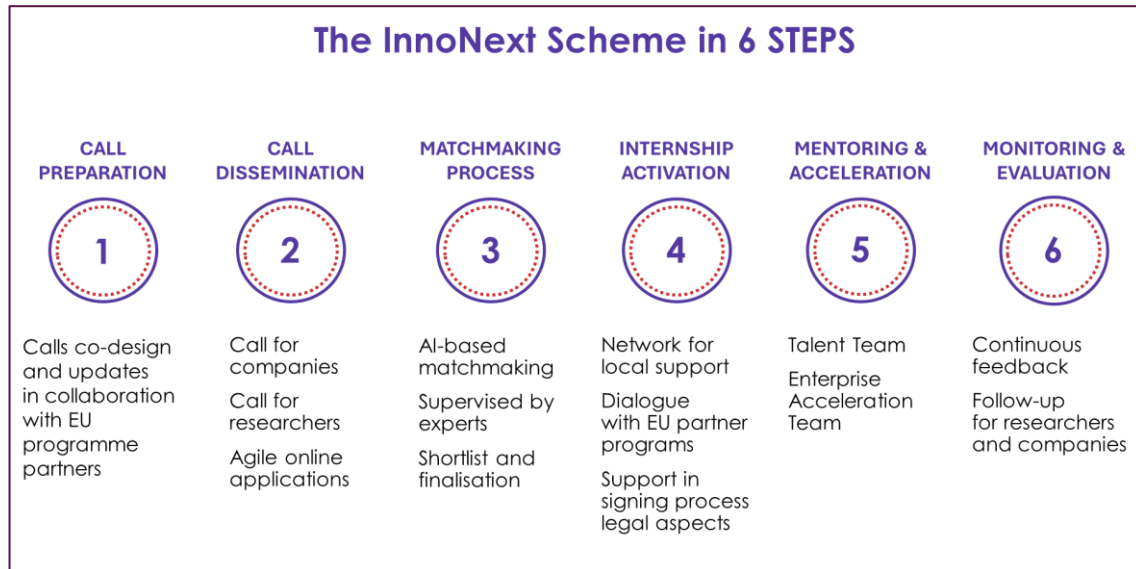 The InnoNext Scheme in 6 STEPS
CALL
PREPARATION
1
Calls co-design
and updates
in collaboration
with EU
programme
partners
CALL
DISSEMINATION
2
Call for
companies
Call for
researchers
Agile online
applications
MATCHMAKING
PROCESS
3
AI-based
matchmaking
Supervised by
experts
Shortlist and
finalisation
INTERNSHIP
ACTIVATION
4
Network for
local support
Dialogue
with EU partner
programs
Support in
signing process
legal aspects
MENTORING &
ACCELERATION
5
Talent Team
Enterprise
Acceleration
Team
MONITORING &
EVALUATION
6
Continuous
feedback
Follow-up
for researchers
and companies